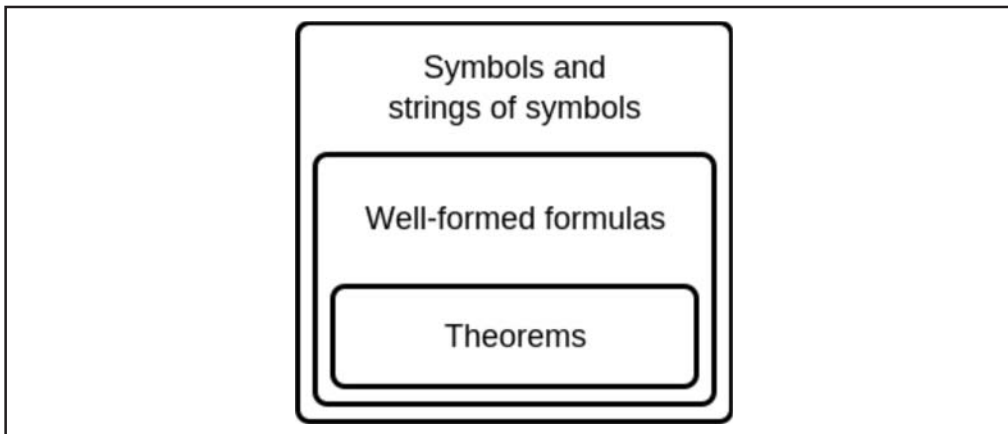 Symbols and
strings of symbols
Well-formed formulas
Theorems